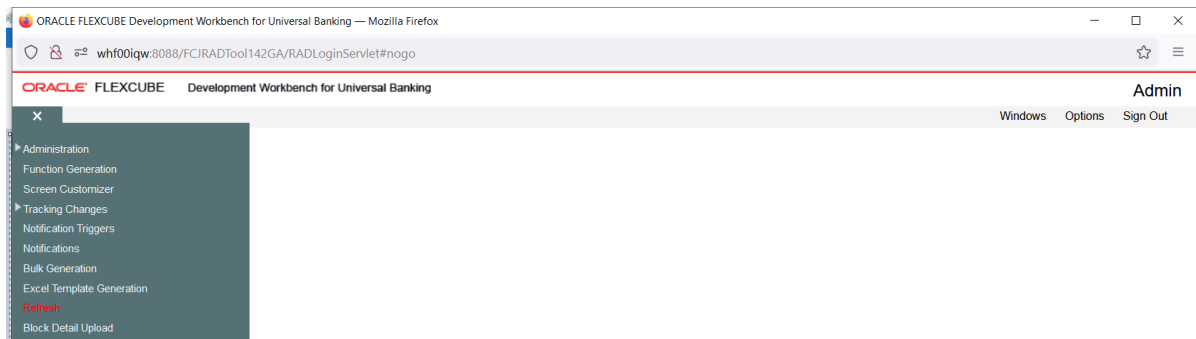 ORACLE FLEXCUBE Development Workbench for Universal Banking — Mozilla Firefox
whf00iqw:8088/FCJRADTool142GA/RADLoginServlet#nogo
ORACLE FLEXCUBE Development Workbench for Universal Banking Admin
Windows Options Sign Out
Administration
Function Generation
Screen Customizer
Tracking Changes
Notification Triggers
Notifications
Bulk Generation
Excel Template Generation
Refresh
Block Detail Upload